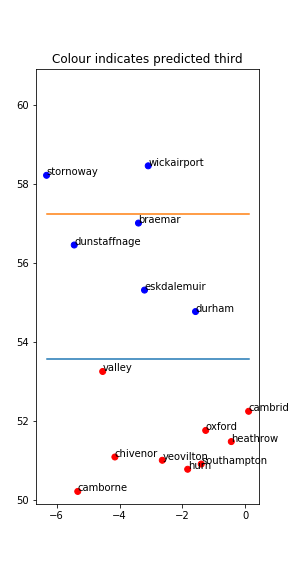 Colour indicates predicted third
60
wickairport
stornoway
58
braemar
dunstaffnage
56
eskdalemuir
durham
54
valley
cambrid
52
oxford
heathrow
chivenor
yeovilton
southampton
hurn
camborne
50
−6 −4 −2 0